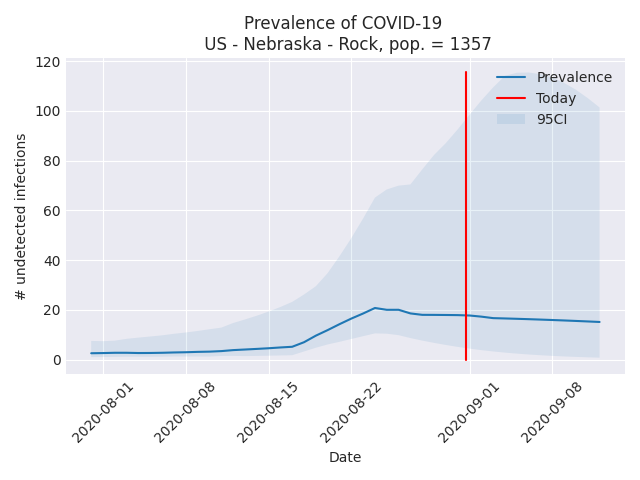 Prevalence of COVID-19
US - Nebraska - Rock, pop. = 1357
120
100
80
60
40
20
0
# undetected infections
Prevalence
Today
95CI
2020-08-01
2020-08-08
2020-08-15
2020-08-22
2020-09-01
2020-09-08
Date